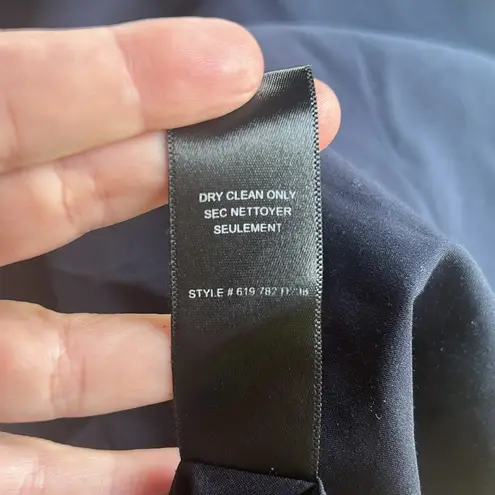 DRY CLEAN ONLY
SEC NETTOYER
SEULEMENT
STYLE # 619 782